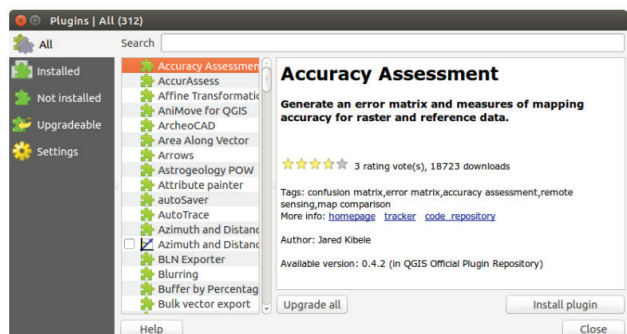 Plugins | All (312)
All
Installed
Not installed
Upgradeable
Settings
Search
Accuracy Assessmen
AccurAssess
Affine Transformatic
AniMove for QGIS
ArcheoCAD
Area Along Vector
Arrows
Astrogeology POW
Attribute painter
autoSaver
AutoTrace
Azimuth and Distanc
Azimuth and Distanc
BLN Exporter
Blurring
Buffer by Percentag
Bulk vector export
Accuracy Assessment
Generate an error matrix and measures of mapping
accuracy for raster and reference data.
3 rating vote(s), 18723 downloads
Tags: confusion matrix,error matrix,accuracy assessment,remote
sensing,map comparison
More info: homepage tracker code repository
Author: Jared Kibele
Available version: 0.4.2 (in QGIS Official Plugin Repository)
Upgrade all
Install plugin
Help
Close